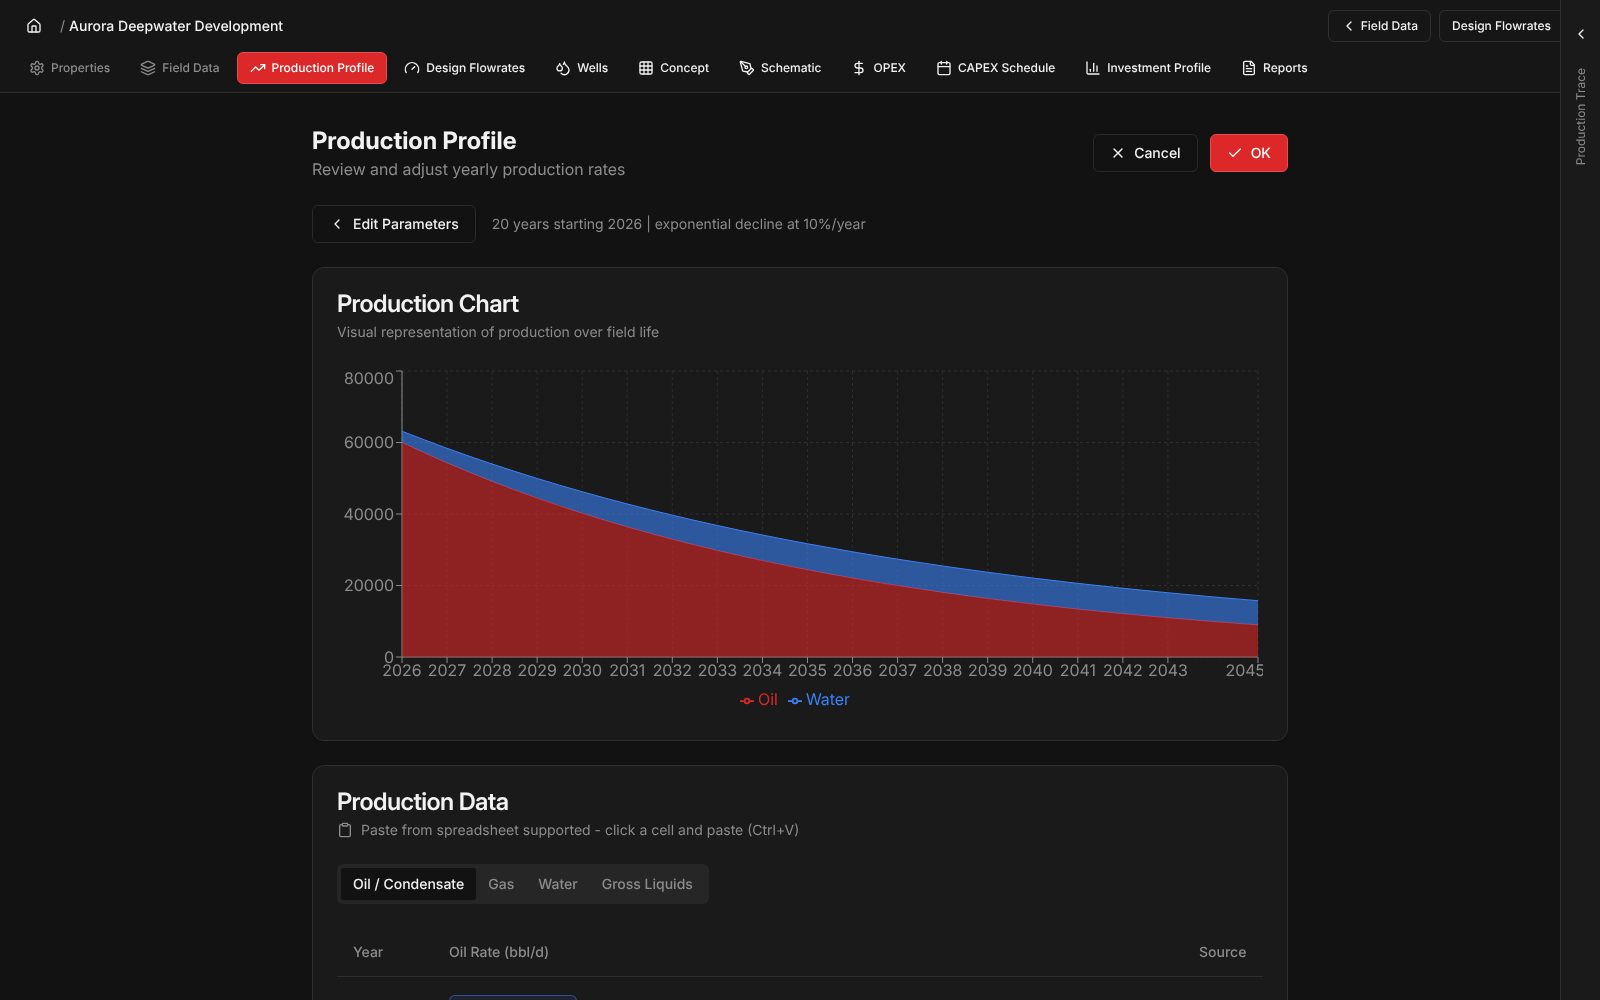 / Aurora Deepwater Development
Field Data
Design Flowrates
Properties
Field Data
Production Profile
Design Flowrates
Wells
Concept
Schematic
OPEX
CAPEX Schedule
Investment Profile
Reports
Production Trace
Production Profile
Review and adjust yearly production rates
Cancel
OK
Edit Parameters
20 years starting 2026 | exponential decline at 10%/year
Production Chart
Visual representation of production over field life
80000
60000
40000
20000
0
2026 2027 2028 2029 2030 2031 2032 2033 2034 2035 2036 2037 2038 2039 2040 2041 2042 2043 2045
Oil Water
Production Data
Paste from spreadsheet supported - click a cell and paste (Ctrl+V)
Oil / Condensate Gas Water Gross Liquids
Year Oil Rate (bbl/d) Source